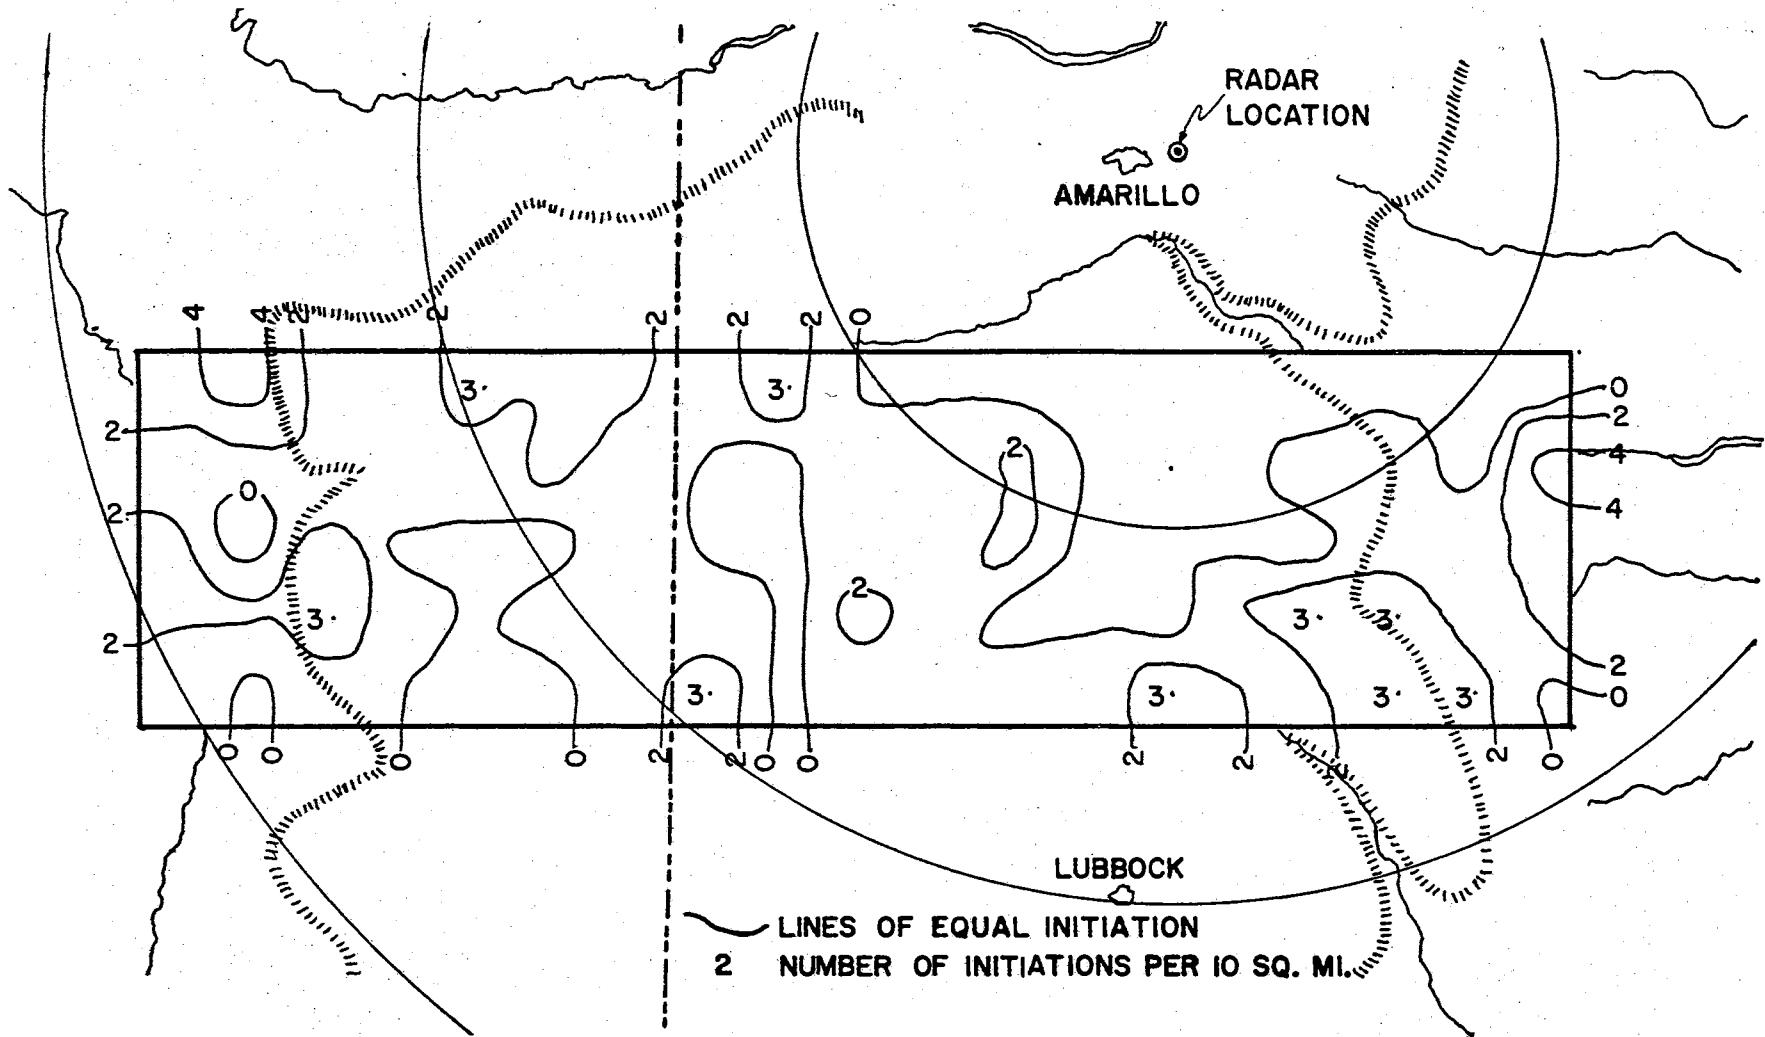 RADAR
LOCATION
AMARILLO
4 4 2 2 2 2 2 0
3. 3. 0
2 2
2 2 4
0
2 4
2
3. 3. 3.
2 2
3. 3. 3. 3. 0
0 0 0 0 2 2 0 0 2 2 2 0
LUBBOCK
LINES OF EQUAL INITIATION
2 NUMBER OF INITIATIONS PER 10 SQ. MI.